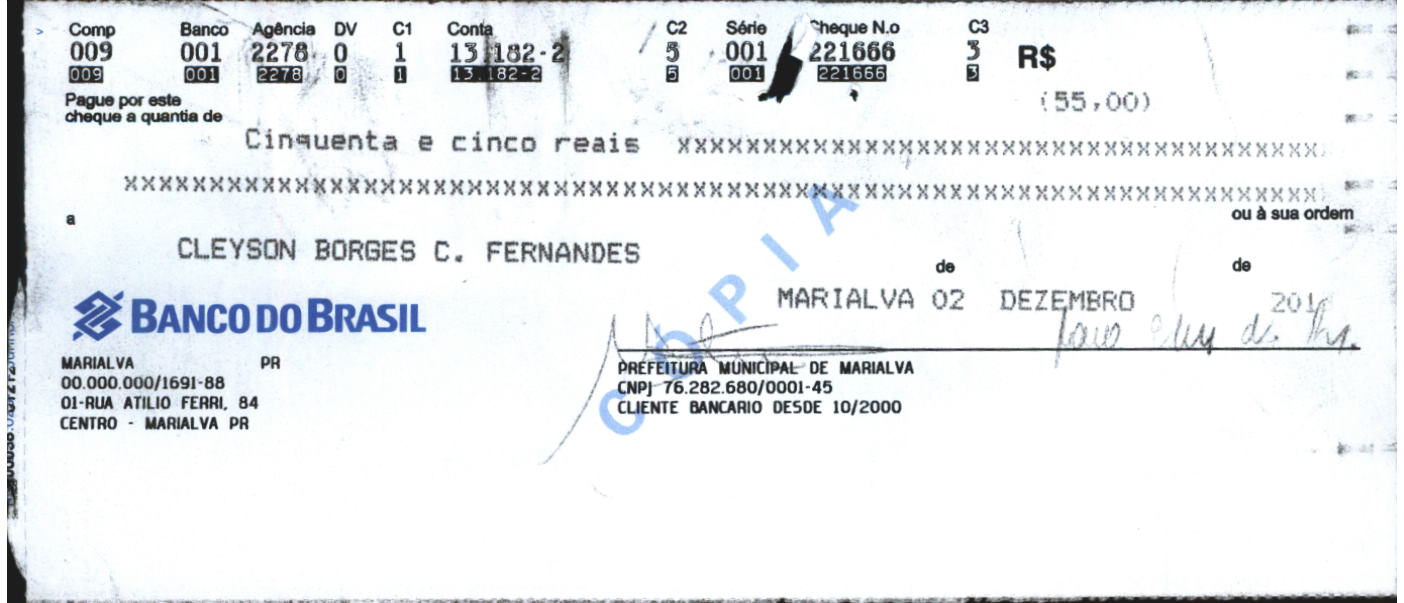 Comp Banco Agência DV C1 Conta C2 Série Cheque N.o C3
009 001 2278 0 1 13.182-2 5 001 221666 3 R$
009 001 2278 0 1 13.182-2 5 001 221666 3
(55,00)
Pague por este
cheque a quantia de
Cinquenta e cinco reais xxxxxxxxxxxxxxxxxxxxxxxxxxxxxxxxxxxxxx
xxxxxxxxxxxxxxxxxxxxxxxxxxxxxxxxxxxxxxxxxxxxxxxxxxxxxxxxxxxxxxxxxxxxx
a ou à sua ordem
CLEYSON BORGES C. FERNANDES
de de
MARIALVA 02 DEZEMBRO 201
BANCO DO BRASIL
COPIA
MARIALVA PR
00.000.000/1691-88
01-RUA ATILIO FERRI, 84
CENTRO - MARIALVA PR
PREFEITURA MUNICIPAL DE MARIALVA
CNPJ 76.282.680/0001-45
CLIENTE BANCARIO DESDE 10/2000